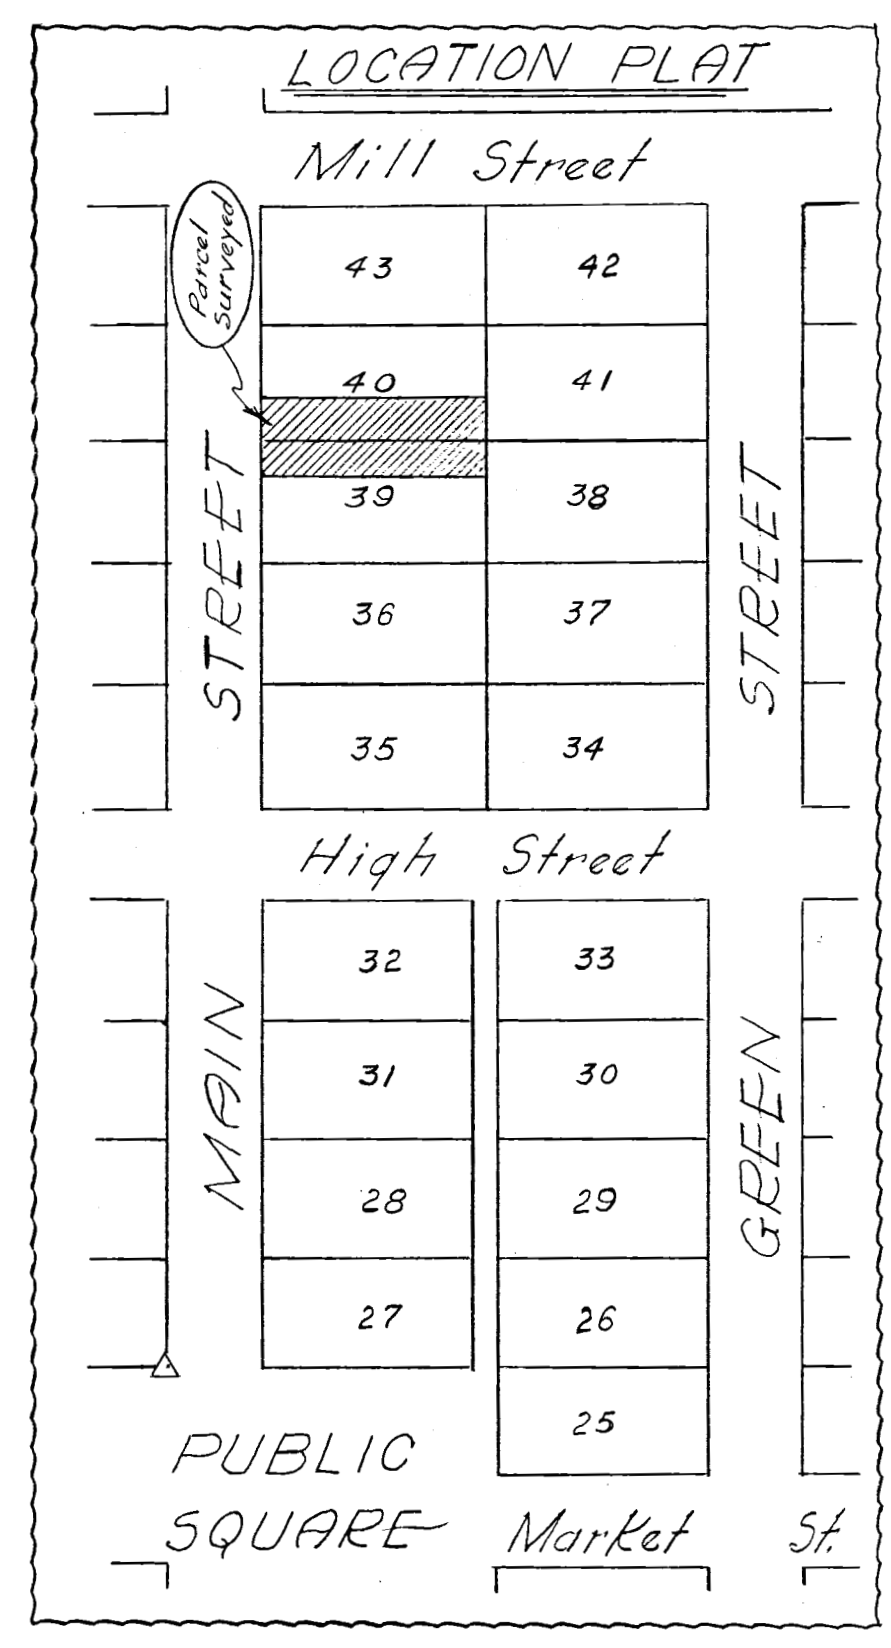 LOCATION PLAT
Mill Street
Parcel
Surveyed
43 42
40 41
39 38
36 37
35 34
STREET
STREET
High Street
32 33
31 30
28 29
27 26
25
MAIN
GREEN
PUBLIC
SQUARE
Market St.